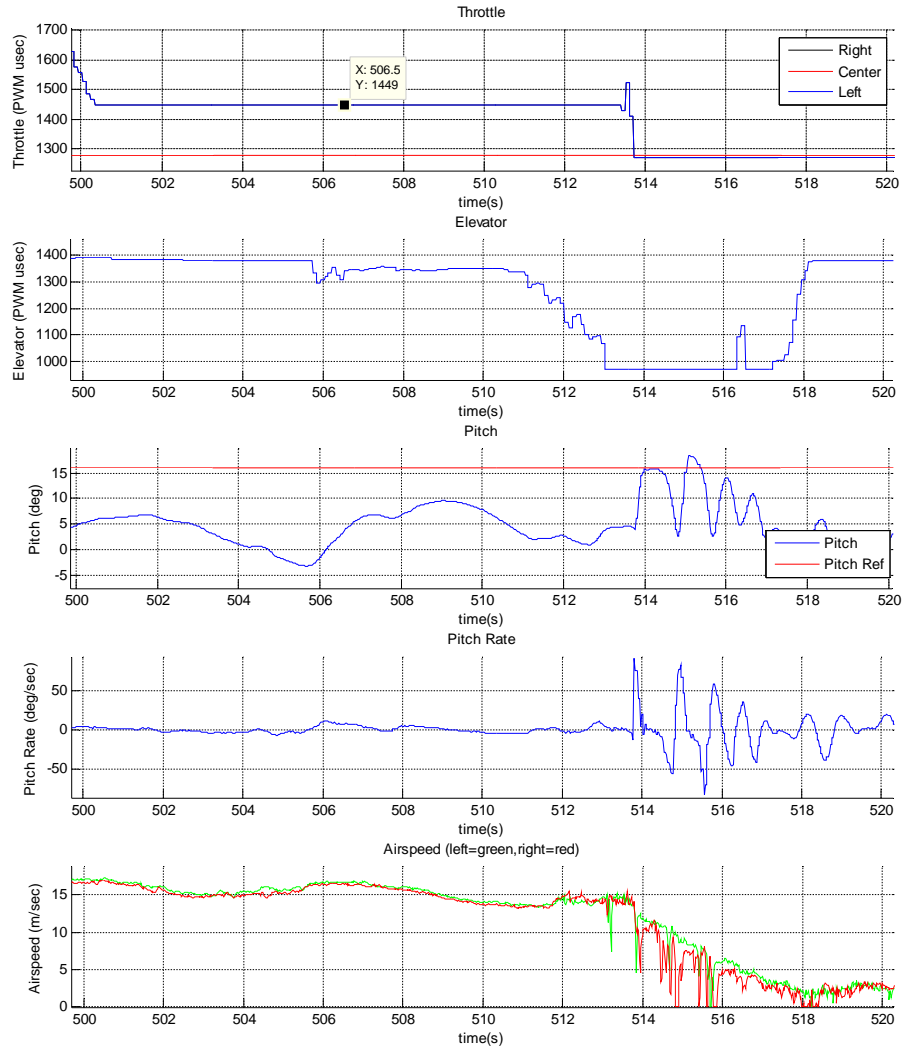 Throttle
Throttle (PWM usec)
1700
1600
1500
1400
1300
X: 506.5
Y: 1449
Right
Center
Left
500 502 504 506 508 510 512 514 516 518 520
time(s)
Elevator
Elevator (PWM usec)
1400
1300
1200
1100
1000
500 502 504 506 508 510 512 514 516 518 520
time(s)
Pitch
Pitch (deg)
15
10
5
0
-5
Pitch
Pitch Ref
500 502 504 506 508 510 512 514 516 518 520
time(s)
Pitch Rate
Pitch Rate (deg/sec)
50
0
-50
500 502 504 506 508 510 512 514 516 518 520
time(s)
Airspeed (left=green,right=red)
Airspeed (m/sec)
15
10
5
0
500 502 504 506 508 510 512 514 516 518 520
time(s)